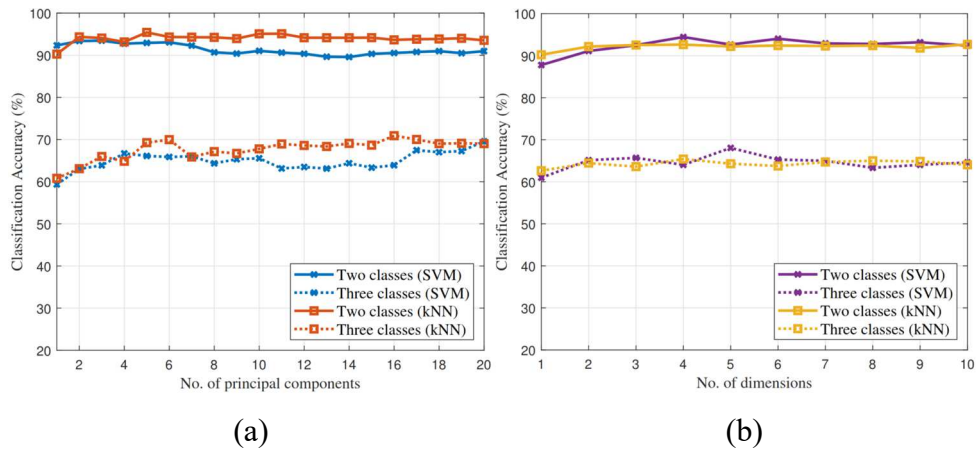 100
90
80
70
60
50
40
30
20
Classification Accuracy (%)
Two classes (SVM)
Three classes (SVM)
Two classes (kNN)
Three classes (kNN)
2 4 6 8 10 12 14 16 18 20
No. of principal components
(a)
100
90
80
70
60
50
40
30
20
Classification Accuracy (%)
Two classes (SVM)
Three classes (SVM)
Two classes (kNN)
Three classes (kNN)
1 2 3 4 5 6 7 8 9 10
No. of dimensions
(b)